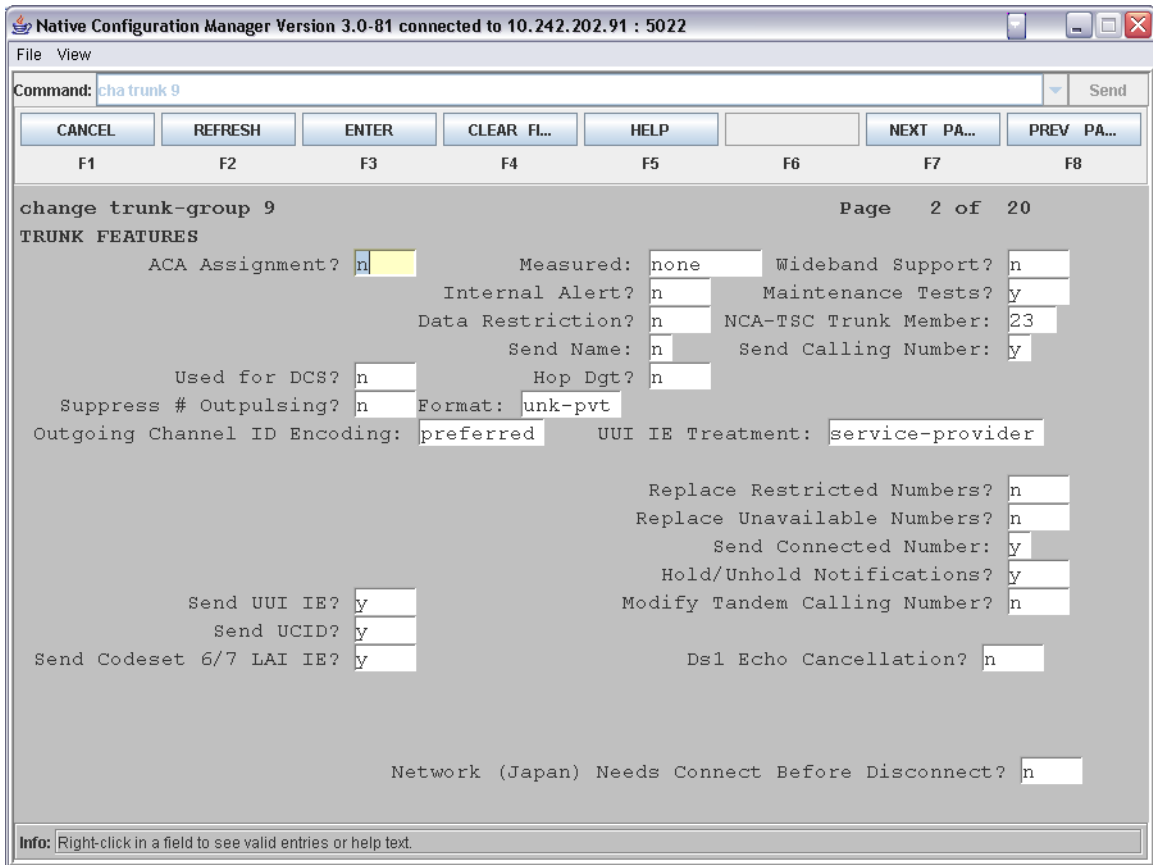 Native Configuration Manager Version 3.0-81 connected to 10.242.202.91 : 5022
File View
Command: cha trunk 9 Send
CANCEL REFRESH ENTER CLEAR FI... HELP NEXT PA... PREV PA...
F1 F2 F3 F4 F5 F6 F7 F8
change trunk-group 9 Page 2 of 20
TRUNK FEATURES
ACA Assignment? n Measured: none Wideband Support? n
Internal Alert? n Maintenance Tests? y
Data Restriction? n NCA-TSC Trunk Member: 23
Send Name: n Send Calling Number: y
Used for DCS? n Hop Dgt? n
Suppress # Outpulsing? n Format: unk-pvt
Outgoing Channel ID Encoding: preferred UUI IE Treatment: service-provider
Replace Restricted Numbers? n
Replace Unavailable Numbers? n
Send Connected Number: y
Hold/Unhold Notifications? y
Send UUI IE? y Modify Tandem Calling Number? n
Send UCID? y
Send Codeset 6/7 LAI IE? y Ds1 Echo Cancellation? n
Network (Japan) Needs Connect Before Disconnect? n
Info: Right-click in a field to see valid entries or help text.